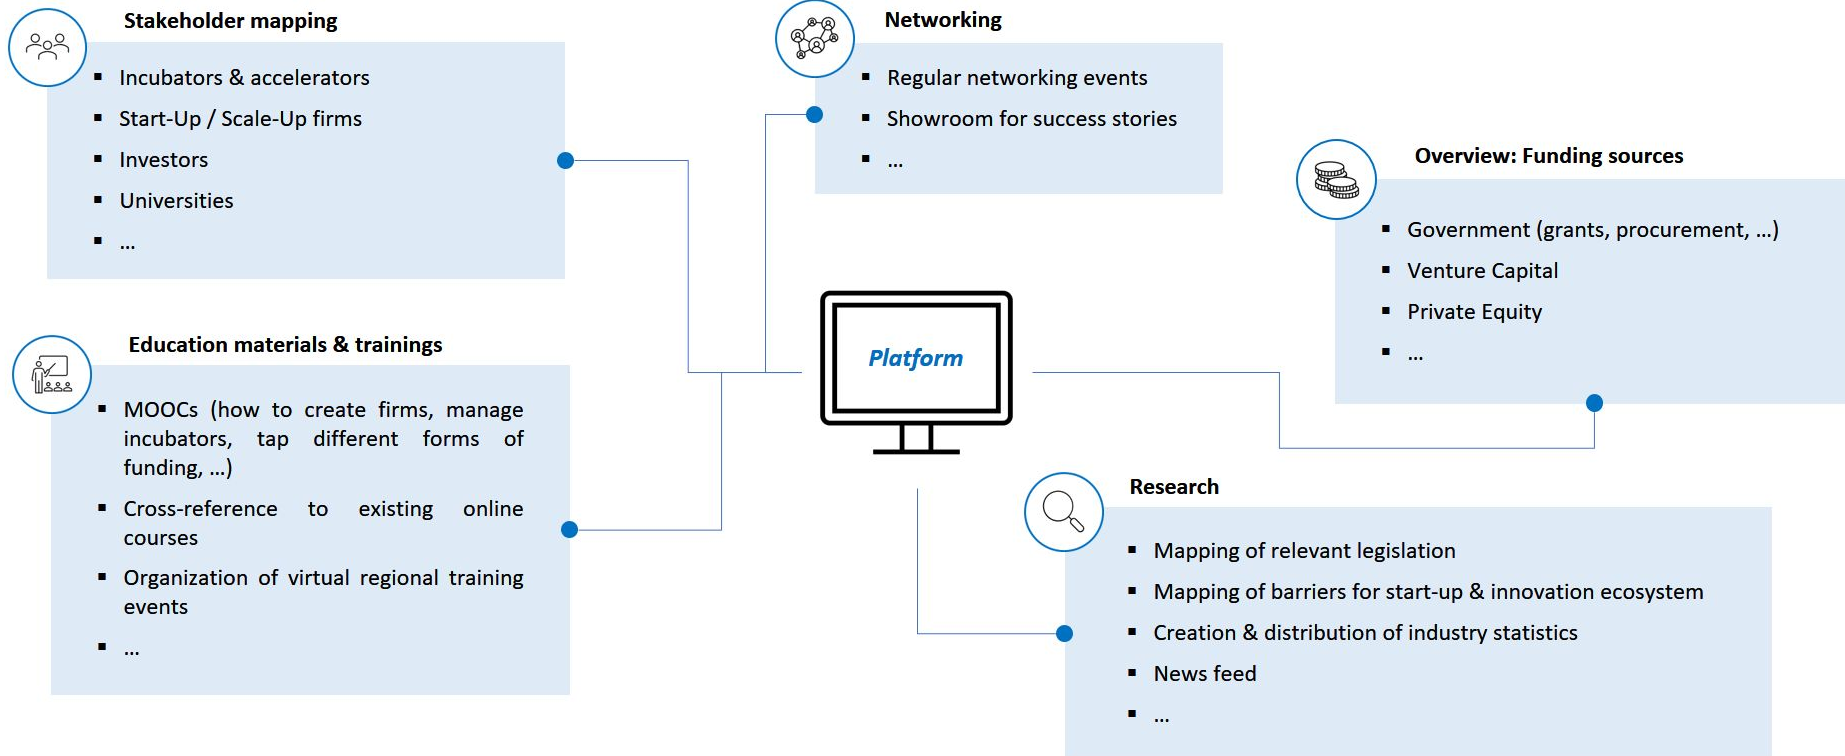 Stakeholder mapping
▪ Incubators & accelerators
▪ Start-Up / Scale-Up firms
▪ Investors
▪ Universities
▪ ...
Networking
▪ Regular networking events
▪ Showroom for success stories
▪ ...
Overview: Funding sources
▪ Government (grants, procurement, ...)
▪ Venture Capital
▪ Private Equity
▪ ...
Platform
Education materials & trainings
▪ MOOCs (how to create firms, manage
incubators, tap different forms of
funding, ...)
▪ Cross-reference to existing online
courses
▪ Organization of virtual regional training
events
▪ ...
Research
▪ Mapping of relevant legislation
▪ Mapping of barriers for start-up & innovation ecosystem
▪ Creation & distribution of industry statistics
▪ News feed
▪ ...